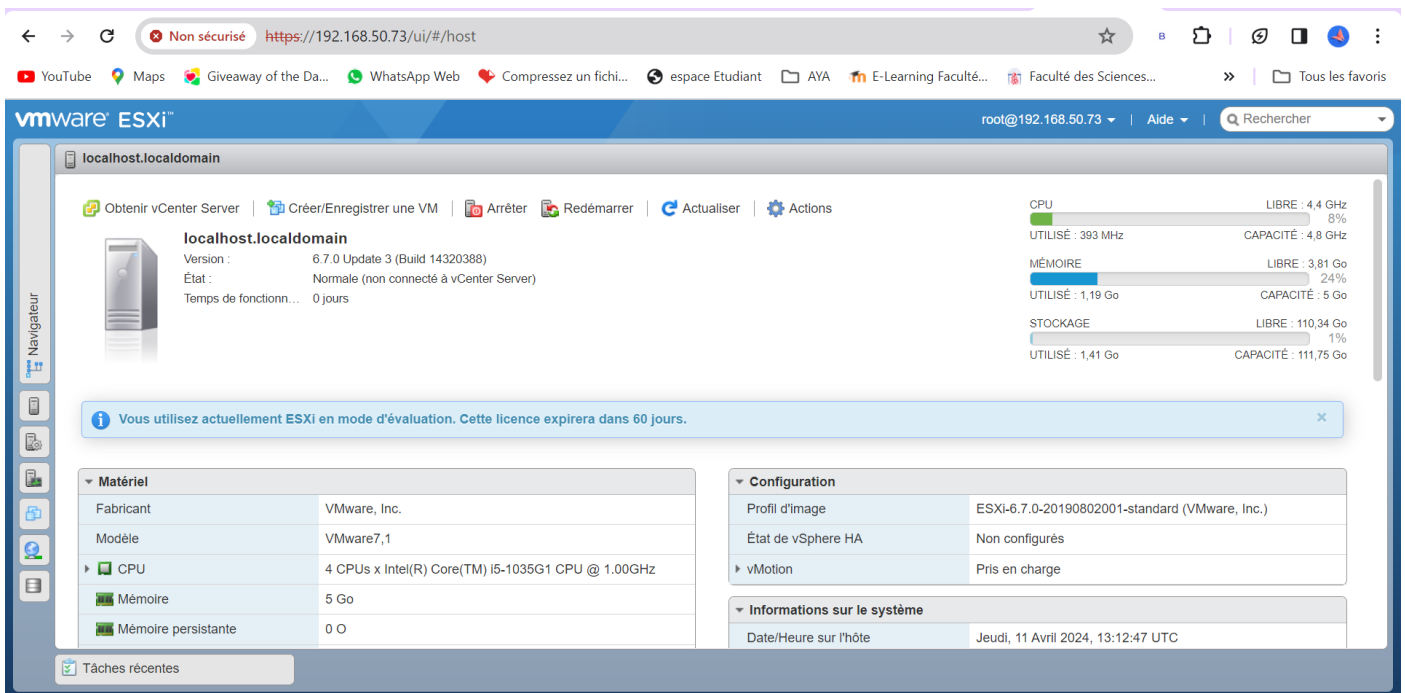 Non sécurisé https://192.168.50.73/ui/#/host B
YouTube Maps Giveaway of the Da... WhatsApp Web Compressez un fichi... espace Etudiant AYA E-Learning Faculté... Faculté des Sciences... » Tous les favoris
vmware® ESXi™ root@192.168.50.73 | Aide | Rechercher
Navigateur
localhost.localdomain
Obtenir vCenter Server | Créer/Enregistrer une VM | Arrêter Redémarrer | Actualiser | Actions
localhost.localdomain
Version : 6.7.0 Update 3 (Build 14320388)
État : Normale (non connecté à vCenter Server)
Temps de fonctionn... 0 jours
CPU LIBRE : 4,4 GHz
8%
UTILISÉ : 393 MHz CAPACITÉ : 4,8 GHz
MÉMOIRE LIBRE : 3,81 Go
24%
UTILISÉ : 1,19 Go CAPACITÉ : 5 Go
STOCKAGE LIBRE : 110,34 Go
1%
UTILISÉ : 1,41 Go CAPACITÉ : 111,75 Go
Vous utilisez actuellement ESXi en mode d'évaluation. Cette licence expirera dans 60 jours.
Matériel
Fabricant VMware, Inc.
Modèle VMware7,1
CPU 4 CPUs x Intel(R) Core(TM) i5-1035G1 CPU @ 1.00GHz
Mémoire 5 Go
Mémoire persistante 0 O
Configuration
Profil d'image ESXi-6.7.0-20190802001-standard (VMware, Inc.)
État de vSphere HA Non configurés
vMotion Pris en charge
Informations sur le système
Date/Heure sur l'hôte Jeudi, 11 Avril 2024, 13:12:47 UTC
Tâches récentes